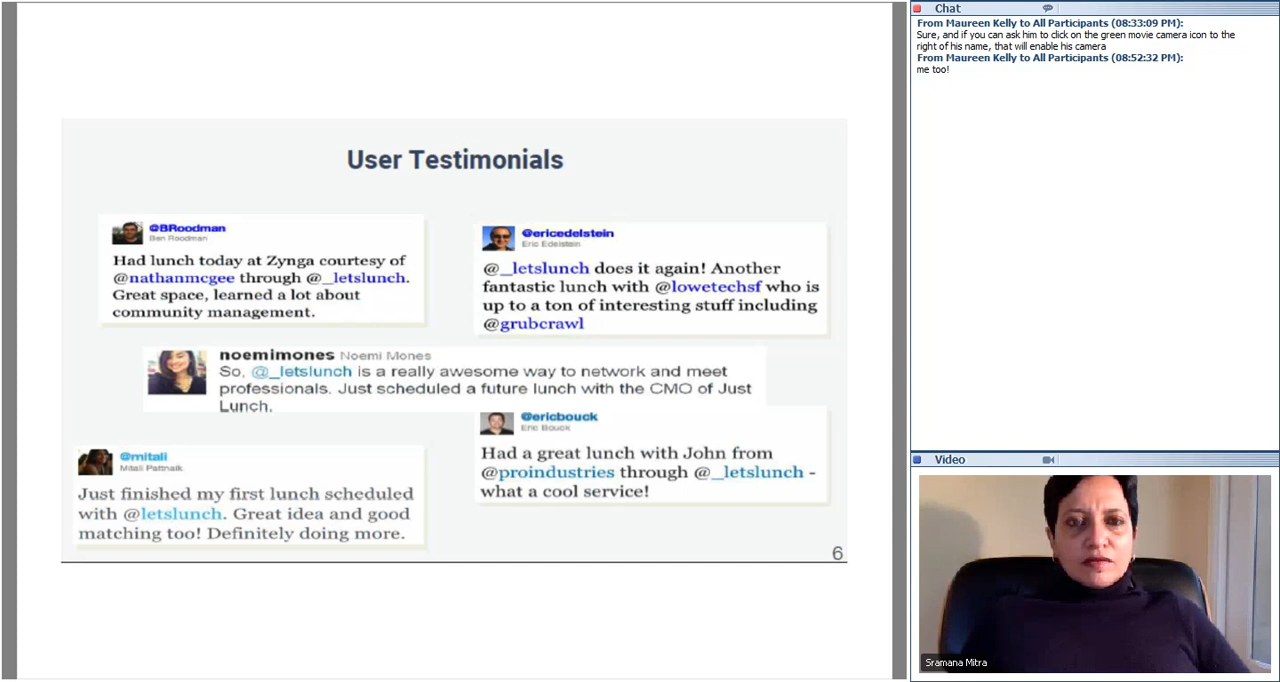 User Testimonials
@BRoodman
Ben Roodman
Had lunch today at Zynga courtesy of
@nathanmcgee through @_letslunch.
Great space, learned a lot about
community management.
@ericedelstein
Eric Edelstein
@_letslunch does it again! Another
fantastic lunch with @lowetechsf who is
up to a ton of interesting stuff including
@grubcrawl
noemimones Noemi Mones
So, @_letslunch is a really awesome way to network and meet
professionals. Just scheduled a future lunch with the CMO of Just
Lunch.
@ericbouck
Eric Bouck
Had a great lunch with John from
@proindustries through @_letslunch -
what a cool service!
@mitali
Mitali Pattnaik
Just finished my first lunch scheduled
with @letslunch. Great idea and good
matching too! Definitely doing more.
6
Chat
From Maureen Kelly to All Participants (08:33:09 PM):
Sure, and if you can ask him to click on the green movie camera icon to the
right of his name, that will enable his camera
From Maureen Kelly to All Participants (08:52:32 PM):
me too!
Video
Sramana Mitra